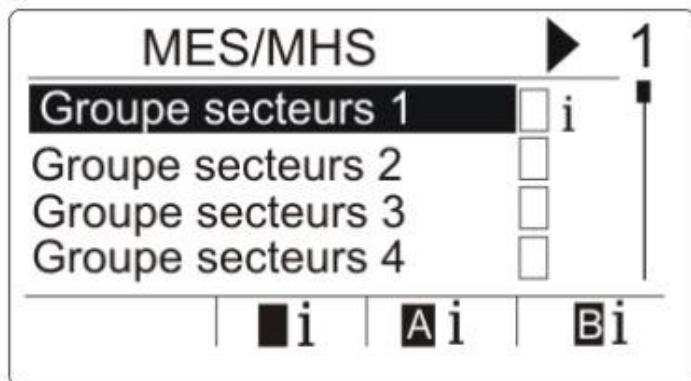 MES/MHS 1
Groupe secteurs 1 i
Groupe secteurs 2
Groupe secteurs 3
Groupe secteurs 4
i A i B i